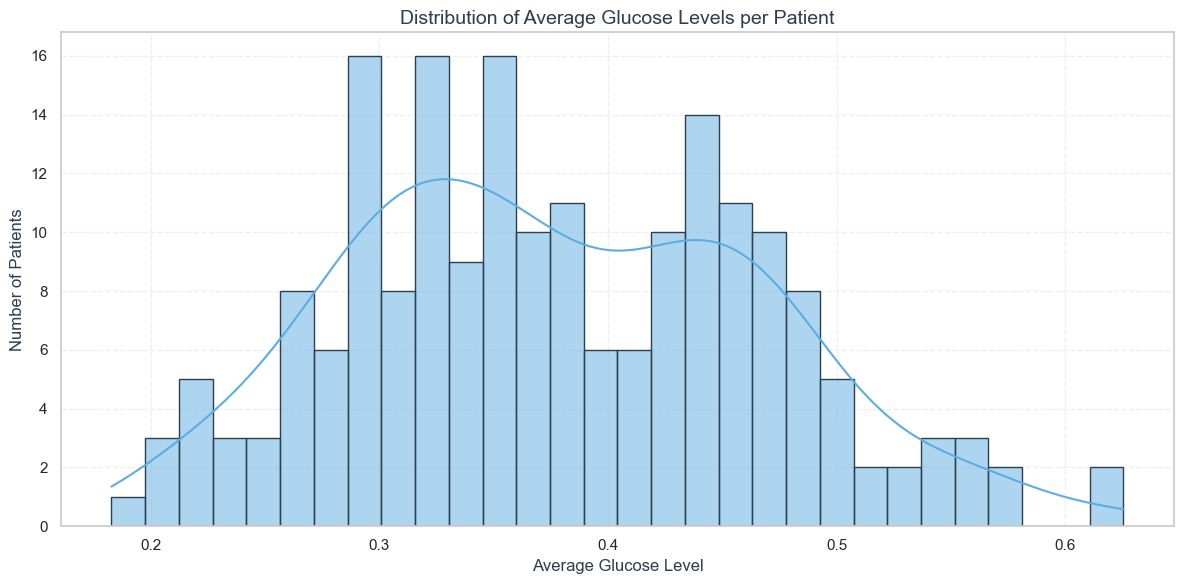 Distribution of Average Glucose Levels per Patient
Number of Patients
16
14
12
10
8
6
4
2
0
0.2 0.3 0.4 0.5 0.6
Average Glucose Level